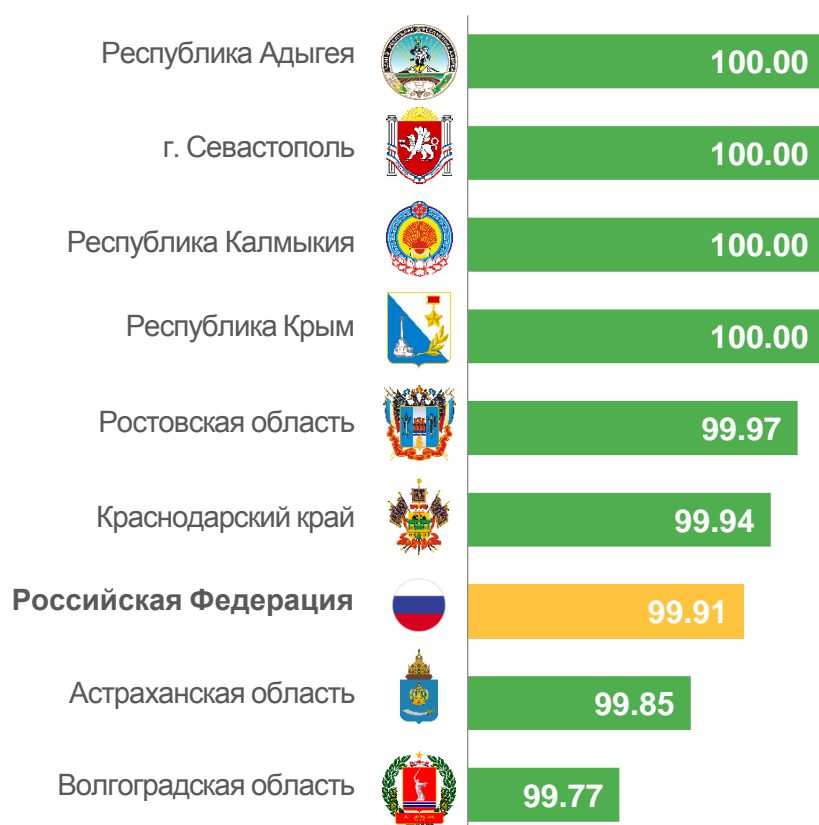 Республика Адыгея 100.00
г. Севастополь 100.00
Республика Калмыкия 100.00
Республика Крым 100.00
Ростовская область 99.97
Краснодарский край 99.94
Российская Федерация 99.91
Астраханская область 99.85
Волгоградская область 99.77